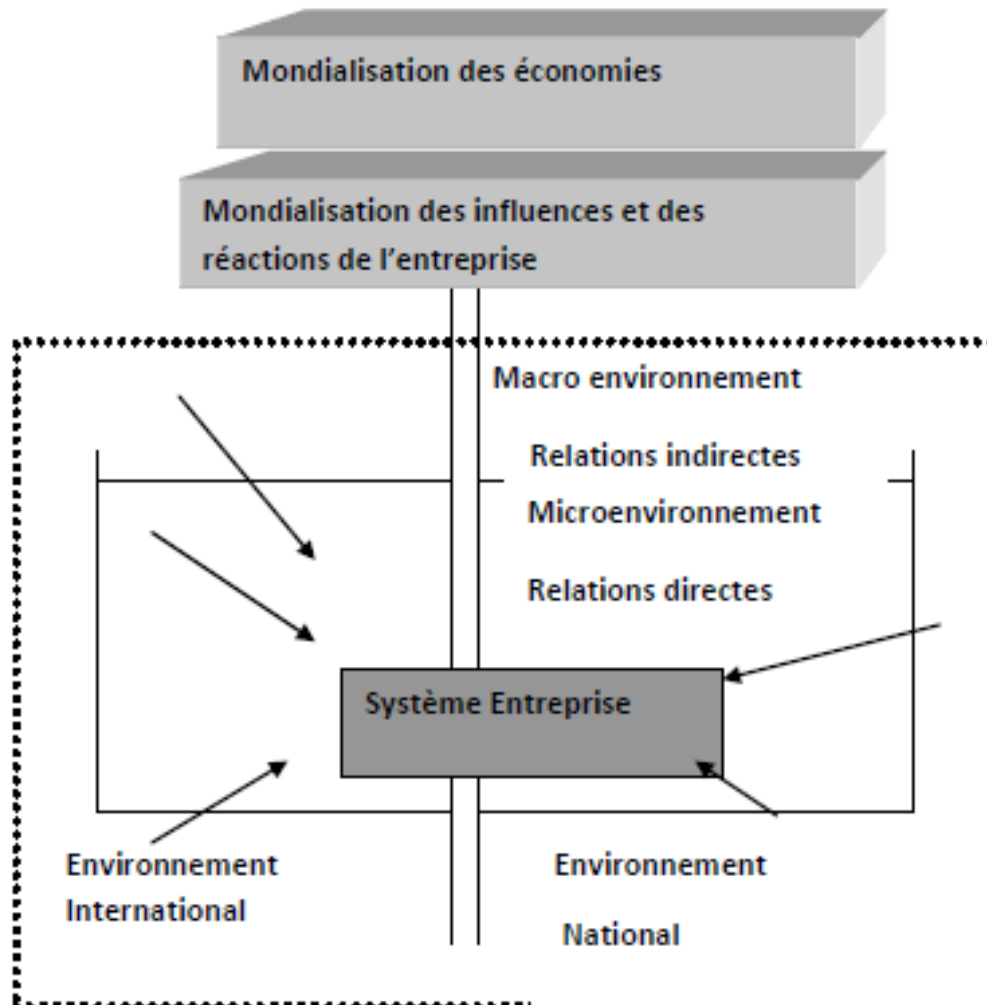 Mondialisation des économies
Mondialisation des influences et des
réactions de l'entreprise
Macro environnement
Relations indirectes
Microenvironnement
Relations directes
Système Entreprise
Environnement
International
Environnement
National